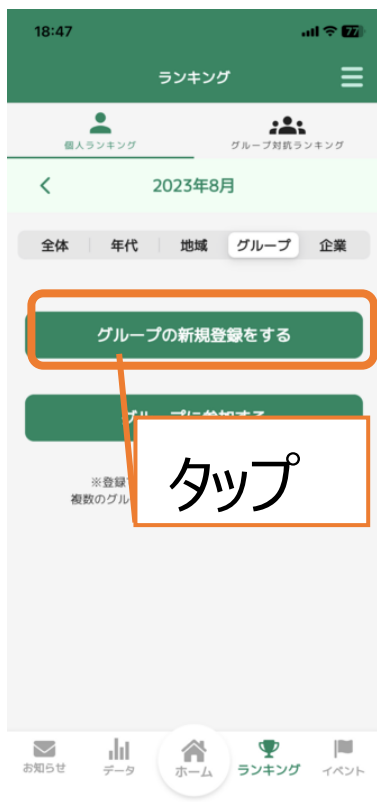 18:47
77
ランキング
個人ランキング
グループ対抗ランキング
2023年8月
全体 年代 地域 グループ 企業
グループの新規登録をする
タップ
※登録
複数のグル
お知らせ データ ホーム ランキング イベント